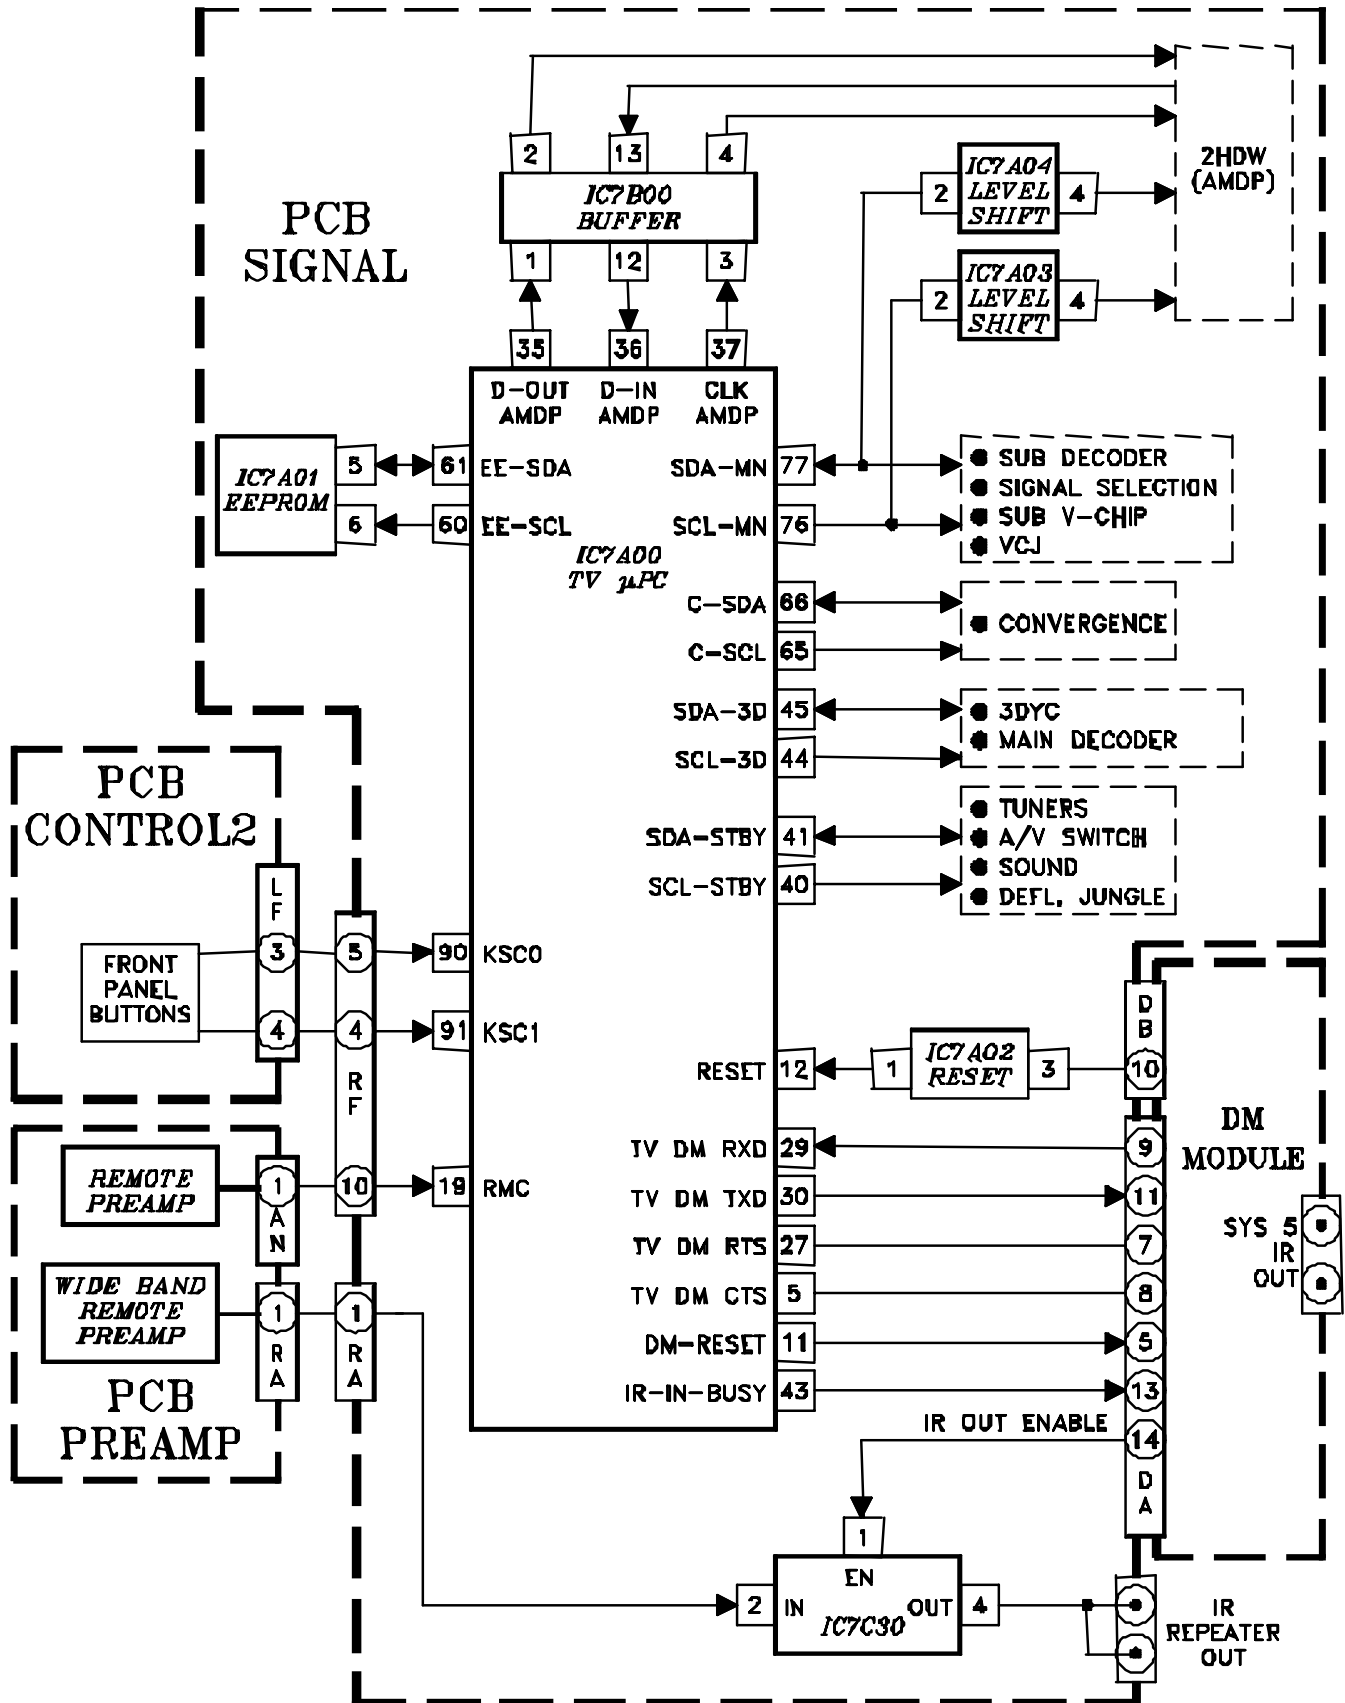 PCB
SIGNAL
2
13
4
IC7B00
BUFFER
1
12
3
2
IC7A04
LEVEL
SHIFT
4
2
IC7A03
LEVEL
SHIFT
4
2HDW
(AMDP)
35
36
37
D-OUT
AMDP
D-IN
AMDP
CLK
AMDP
IC7A01
EEPROM
5
6
61
EE-SDA
60
EE-SCL
IC7A00
TV µPC
SDA-MN
77
SCL-MN
76
SUB DECODER
SIGNAL SELECTION
SUB V-CHIP
VCJ
C-SDA
66
C-SCL
65
CONVERGENCE
SDA-3D
45
SCL-3D
44
3DYC
MAIN DECODER
SDA-STBY
41
SCL-STBY
40
TUNERS
A/V SWITCH
SOUND
DEFL, JUNGLE
PCB
CONTROL2
LF
FRONT
PANEL
BUTTONS
3
5
90
KSC0
4
4
91
KSC1
RF
RESET
12
1
IC7A02
RESET
3
DB
10
DM
MODULE
REMOTE
PREAMP
1
AN
10
19
RMC
WIDE BAND
REMOTE
PREAMP
1
RA
1
RA
PCB
PREAMP
TV DM RXD
29
9
TV DM TXD
30
11
TV DM RTS
27
7
TV DM CTS
5
8
DM-RESET
11
5
IR-IN-BUSY
43
13
IR OUT ENABLE
14
DA
SYS 5
IR
OUT
1
EN
2
IN
OUT
4
IC7C30
IR
REPEATER
OUT